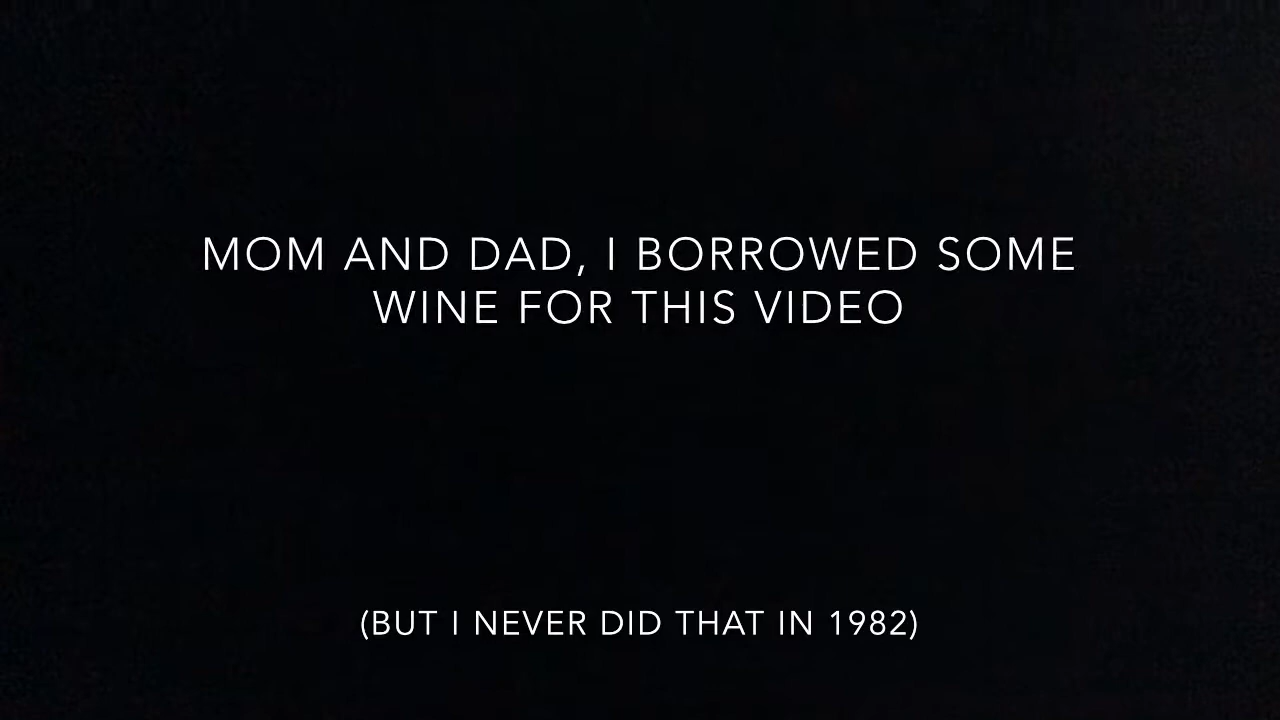 MOM AND DAD, I BORROWED SOME
WINE FOR THIS VIDEO
(BUT I NEVER DID THAT IN 1982)